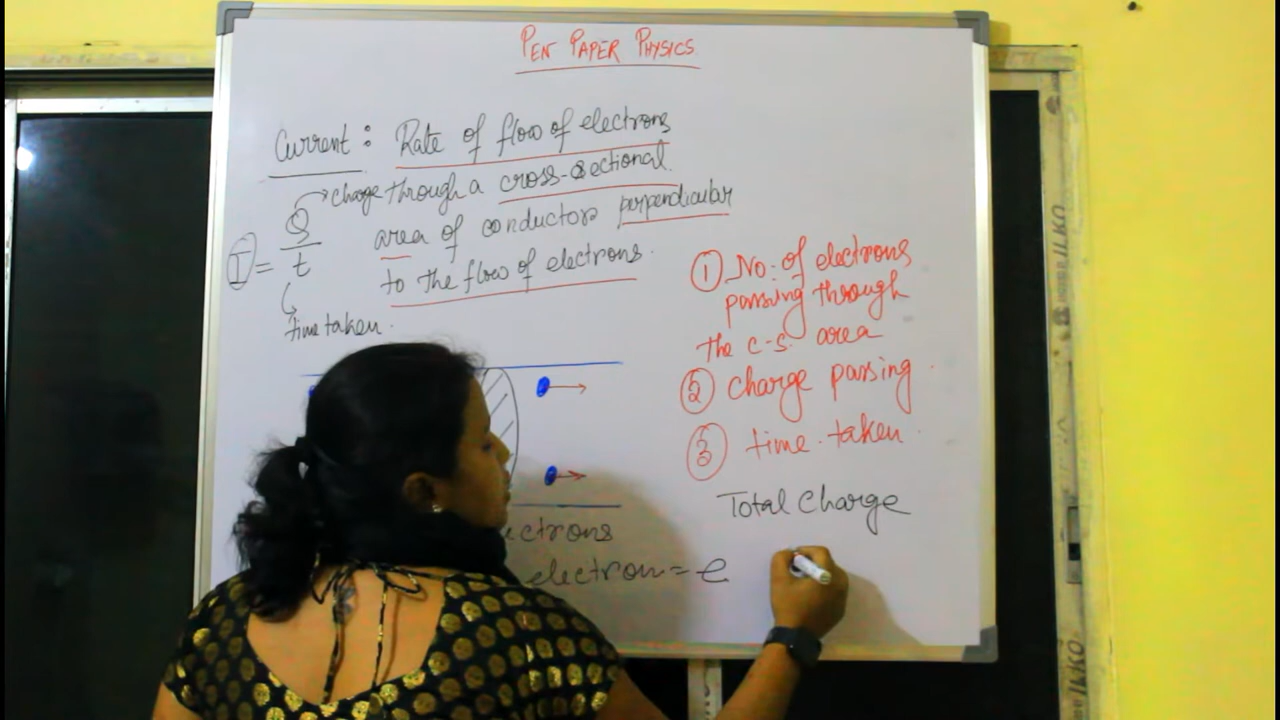 PEN PAPER PHYSICS
Current : Rate of flow of electrons
charge through a cross-sectional
Q area of conductors perpendicular
I = t to the flow of electrons.
time taken.
① No. of electrons
passing through
the c-s. area
② charge passing.
③ time taken.
Total Charge
electron = e